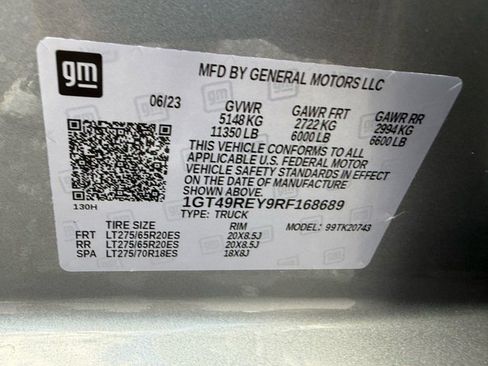 gm
MFD BY GENERAL MOTORS LLC
06/23 GVWR GAWR FRT GAWR RR
5148 KG 2722 KG 2994 KG
11350 LB 6000 LB 6600 LB
THIS VEHICLE CONFORMS TO ALL
APPLICABLE U.S. FEDERAL MOTOR
VEHICLE SAFETY STANDARDS IN EFFECT
ON THE DATE OF MANUFACTURE
SHOWN ABOVE.
1GT49REY9RF168689
130H TYPE: TRUCK
TIRE SIZE RIM 99TK20743
FRT LT275/65R20ES 20X8.5J
RR LT275/65R20ES 20X8.5J
SPA LT275/70R18ES 18X8J